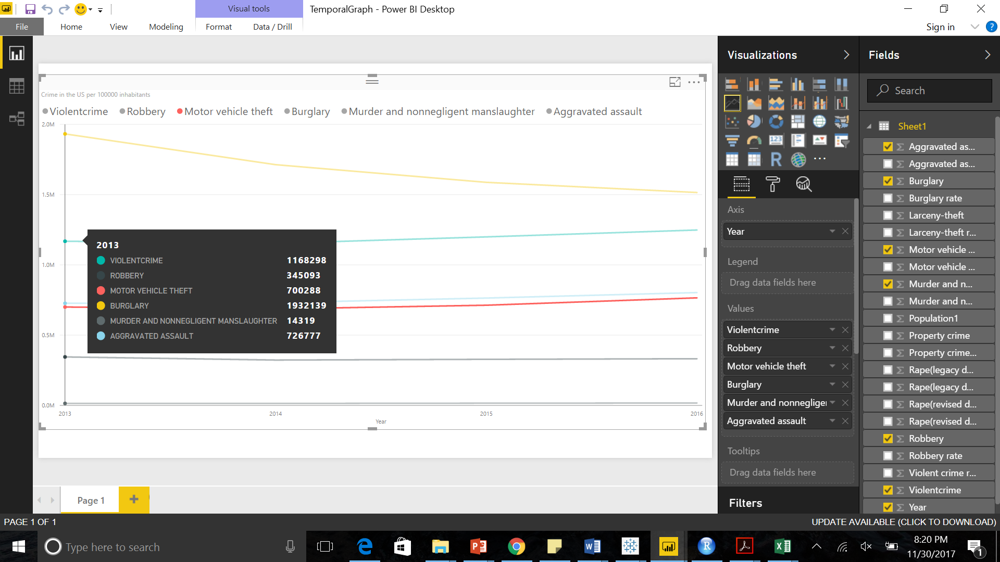 Visual tools
TemporalGraph - Power BI Desktop
File Home View Modeling Format Data / Drill Sign in ?
Visualizations
Fields
Search
Crime in the US per 100000 inhabitants
Violentcrime Robbery Motor vehicle theft Burglary Murder and nonnegligent manslaughter Aggravated assault
2.0M
1.5M
1.0M
0.5M
0.0M
2013 2014 2015 2016
Year
2013
VIOLENTCRIME 1168298
ROBBERY 345093
MOTOR VEHICLE THEFT 700288
BURGLARY 1932139
MURDER AND NONNEGLIGENT MANSLAUGHTER 14319
AGGRAVATED ASSAULT 726777
123
R
Axis
Year
Legend
Drag data fields here
Values
Violentcrime
Robbery
Motor vehicle theft
Burglary
Murder and nonneglige
Aggravated assault
Tooltips
Drag data fields here
Filters
Sheet1
Aggravated as...
Aggravated as...
Burglary
Burglary rate
Larceny-theft
Larceny-theft r...
Motor vehicle ...
Motor vehicle ...
Murder and n...
Murder and n...
Population1
Property crime
Property crime...
Rape(legacy d...
Rape(legacy d...
Rape(revised d...
Rape(revised d...
Robbery
Robbery rate
Violent crime r...
Violentcrime
Year
Page 1
PAGE 1 OF 1
UPDATE AVAILABLE (CLICK TO DOWNLOAD)
Type here to search
8:20 PM
11/30/2017
1